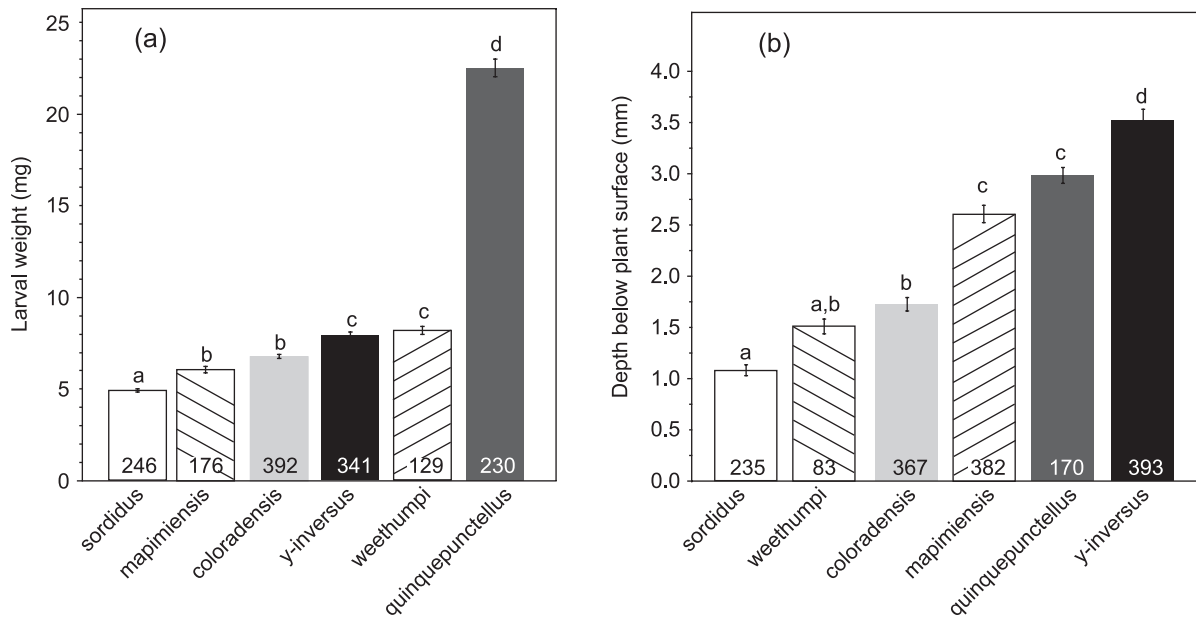 (a)
Larval weight (mg)
25
20
15
10
5
0
a
b
b
c
c
d
246
176
392
341
129
230
sordidus
mapimiensis
coloradensis
y-inversus
weethumpi
quinquepunctellus
(b)
Depth below plant surface (mm)
4.0
3.5
3.0
2.5
2.0
1.5
1.0
0.5
0.0
a
a,b
b
c
c
d
235
83
367
382
170
393
sordidus
weethumpi
coloradensis
mapimiensis
quinquepunctellus
y-inversus